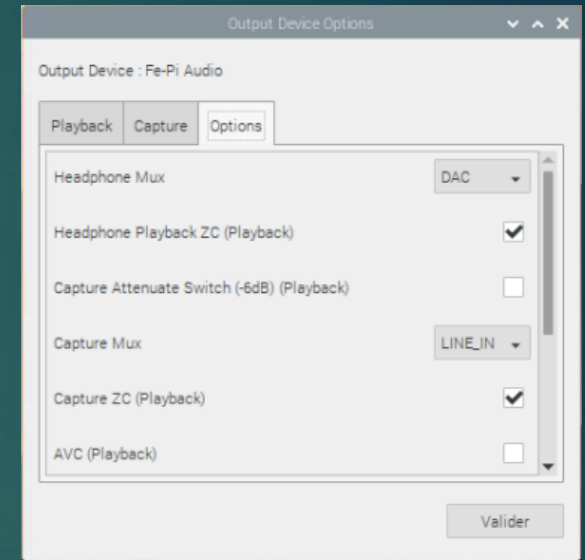 Output Device Options
Output Device : Fe-Pi Audio
Playback Capture Options
Headphone Mux DAC
Headphone Playback ZC (Playback)
Capture Attenuate Switch (-6dB) (Playback)
Capture Mux LINE_IN
Capture ZC (Playback)
AVC (Playback)
Valider